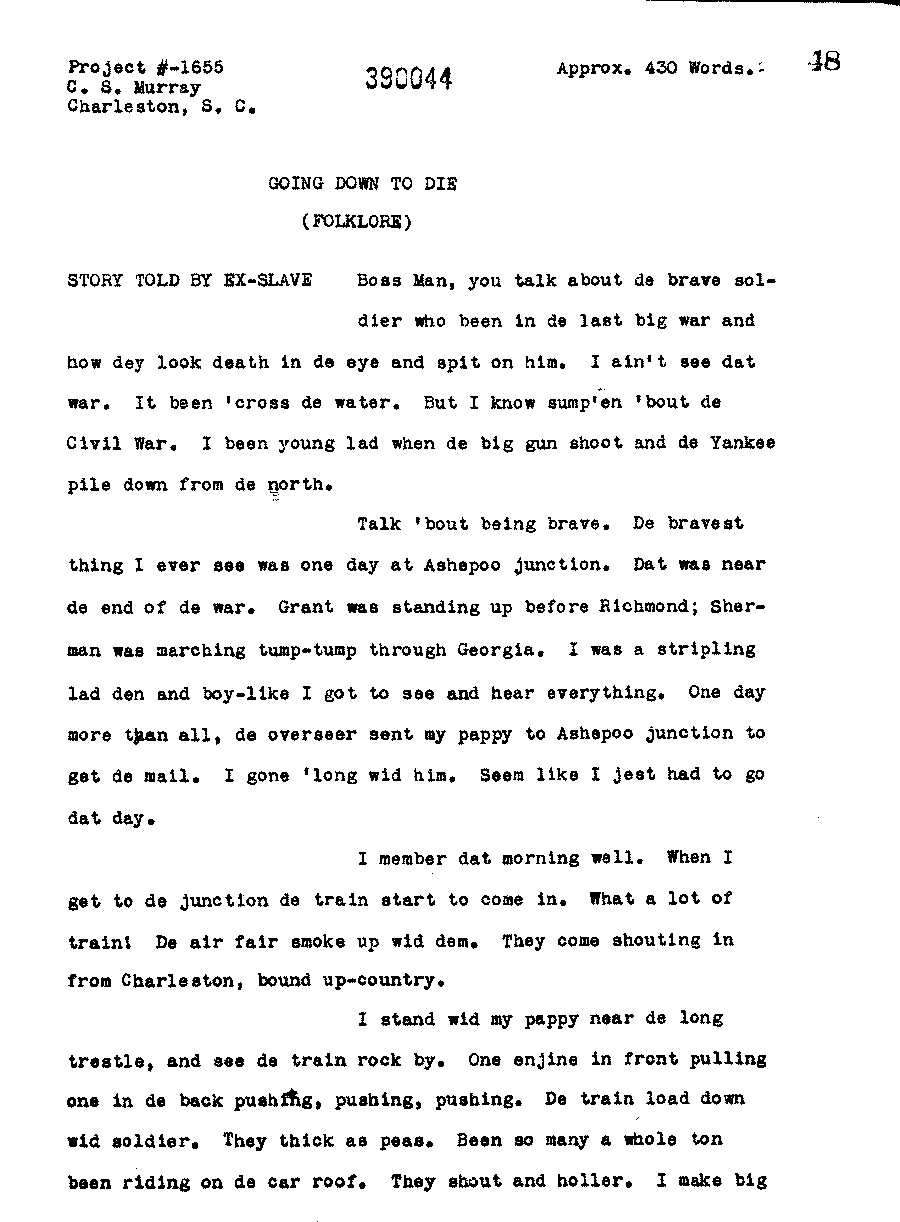 Project #-1655
C. S. Murray
Charleston, S. C.
390044
Approx. 430 Words.
48
GOING DOWN TO DIE
(FOLKLORE)
STORY TOLD BY EX-SLAVE Boss Man, you talk about de brave sol-
dier who been in de last big war and
how dey look death in de eye and spit on him. I ain't see dat
war. It been 'cross de water. But I know sump'en 'bout de
Civil War. I been young lad when de big gun shoot and de Yankee
pile down from de north.
Talk 'bout being brave. De bravest
thing I ever see was one day at Ashepoo junction. Dat was near
de end of de war. Grant was standing up before Richmond; Sher-
man was marching tump-tump through Georgia. I was a stripling
lad den and boy-like I got to see and hear everything. One day
more than all, de overseer sent my pappy to Ashepoo junction to
get de mail. I gone 'long wid him. Seem like I jest had to go
dat day.
I member dat morning well. When I
get to de junction de train start to come in. What a lot of
train! De air fair smoke up wid dem. They come shouting in
from Charleston, bound up-country.
I stand wid my pappy near de long
trestle, and see de train rock by. One enjine in front pulling
one in de back pushing, pushing, pushing. De train load down
wid soldier. They thick as peas. Been so many a whole ton
been riding on de car roof. They shout and holler. I make big